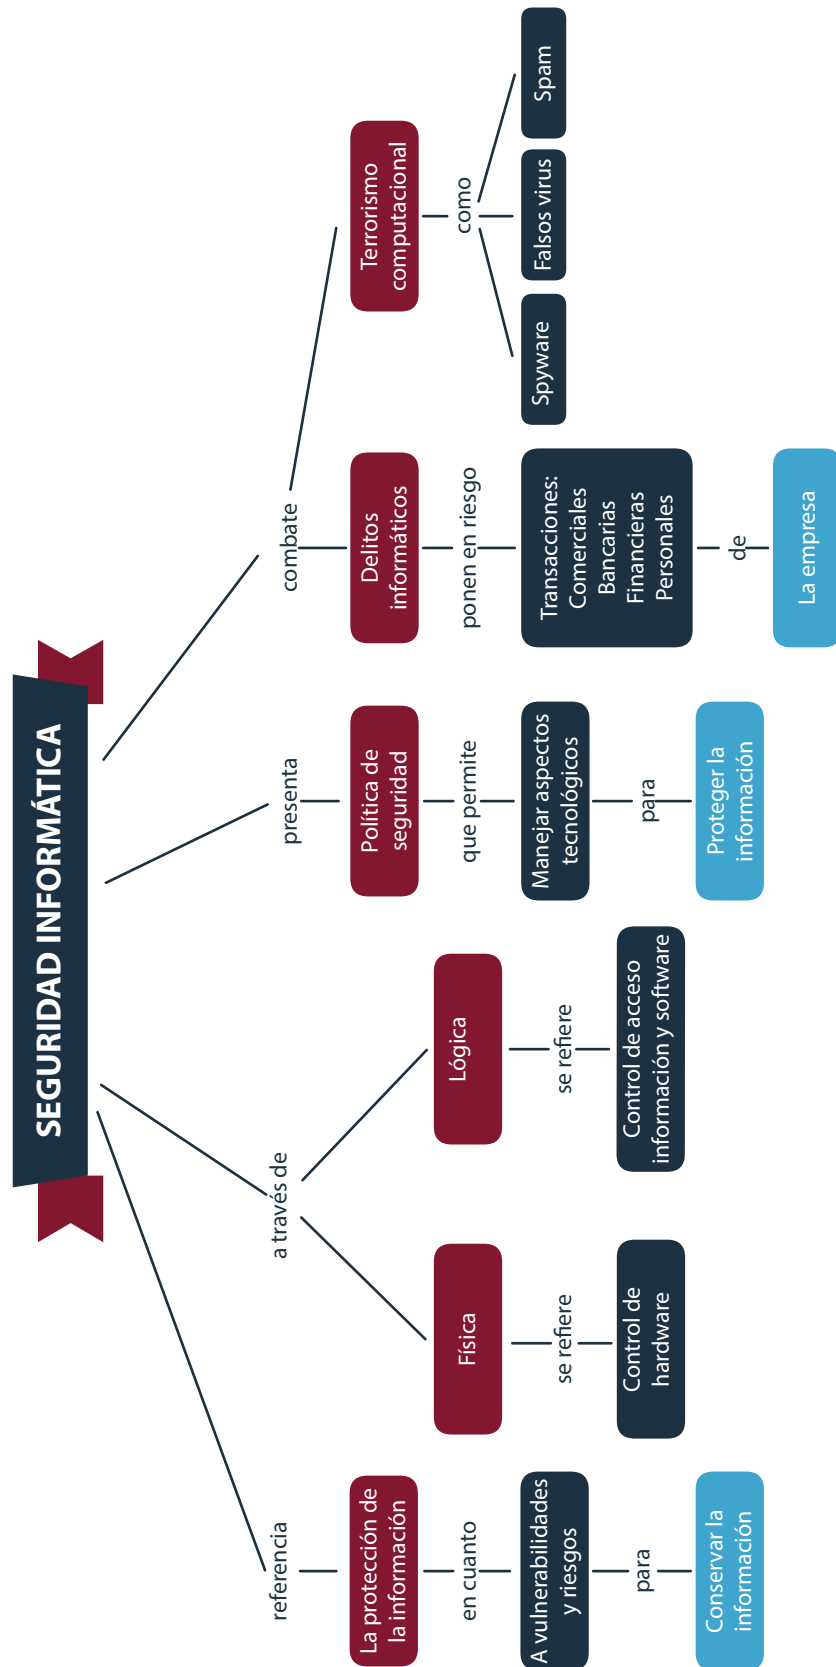 SEGURIDAD INFORMÁTICA
referencia
La protección de
la información
en cuanto
A vulnerabilidades
y riesgos
para
Conservar la
información
a través de
Física
se refiere
Control de
hardware
Lógica
se refiere
Control de acceso
información y software
presenta
Política de
seguridad
que permite
Manejar aspectos
tecnológicos
para
Proteger la
información
combate
Delitos
informáticos
ponen en riesgo
Transacciones:
Comerciales
Bancarias
Financieras
Personales
de
La empresa
Terrorismo
computacional
como
Spyware
Falsos virus
Spam